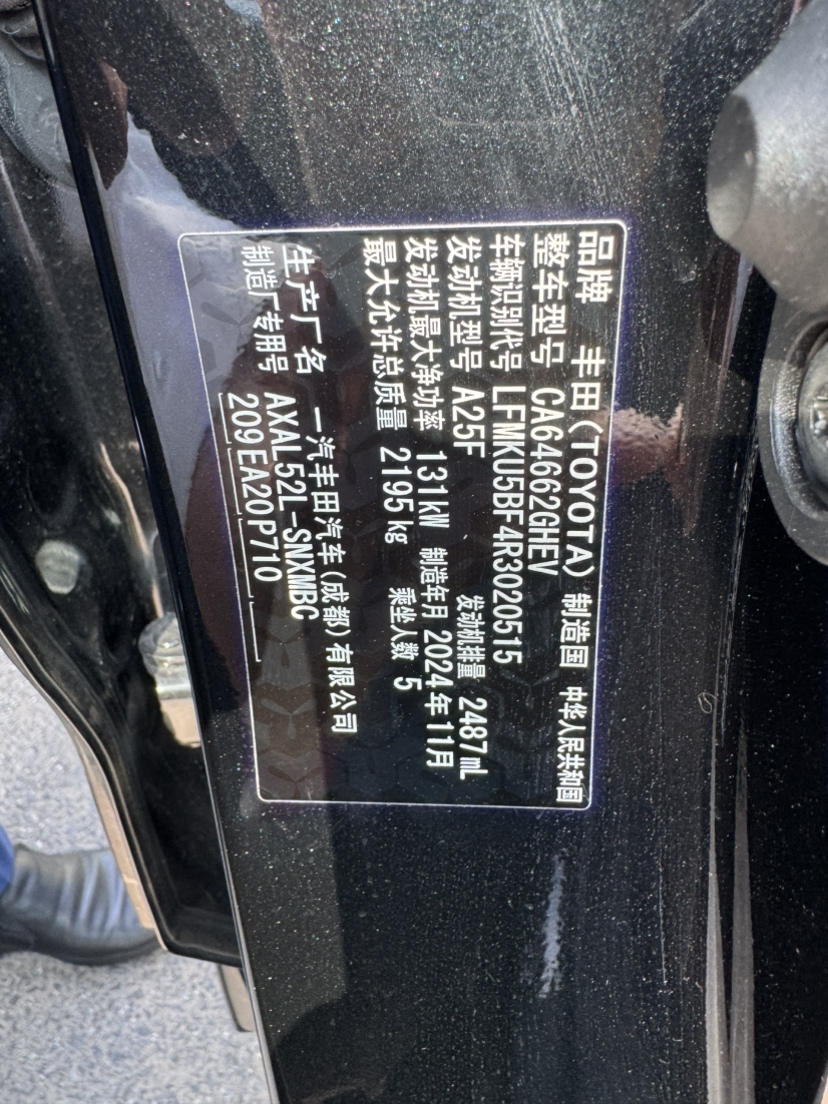 品牌 丰田(TOYOTA) 制造国 中华人民共和国
整车型号 CA64662GHEV
车辆识别代号 LFMKU5BF4R3020515
发动机型号 A25F 发动机排量 2487mL
发动机最大净功率 131kW 制造年月 2024年11月
最大允许总质量 2195kg 乘坐人数 5
生产厂名 一汽丰田汽车(成都)有限公司
制造厂专用号 AXAL52L-SNXMBC
209EA20P710